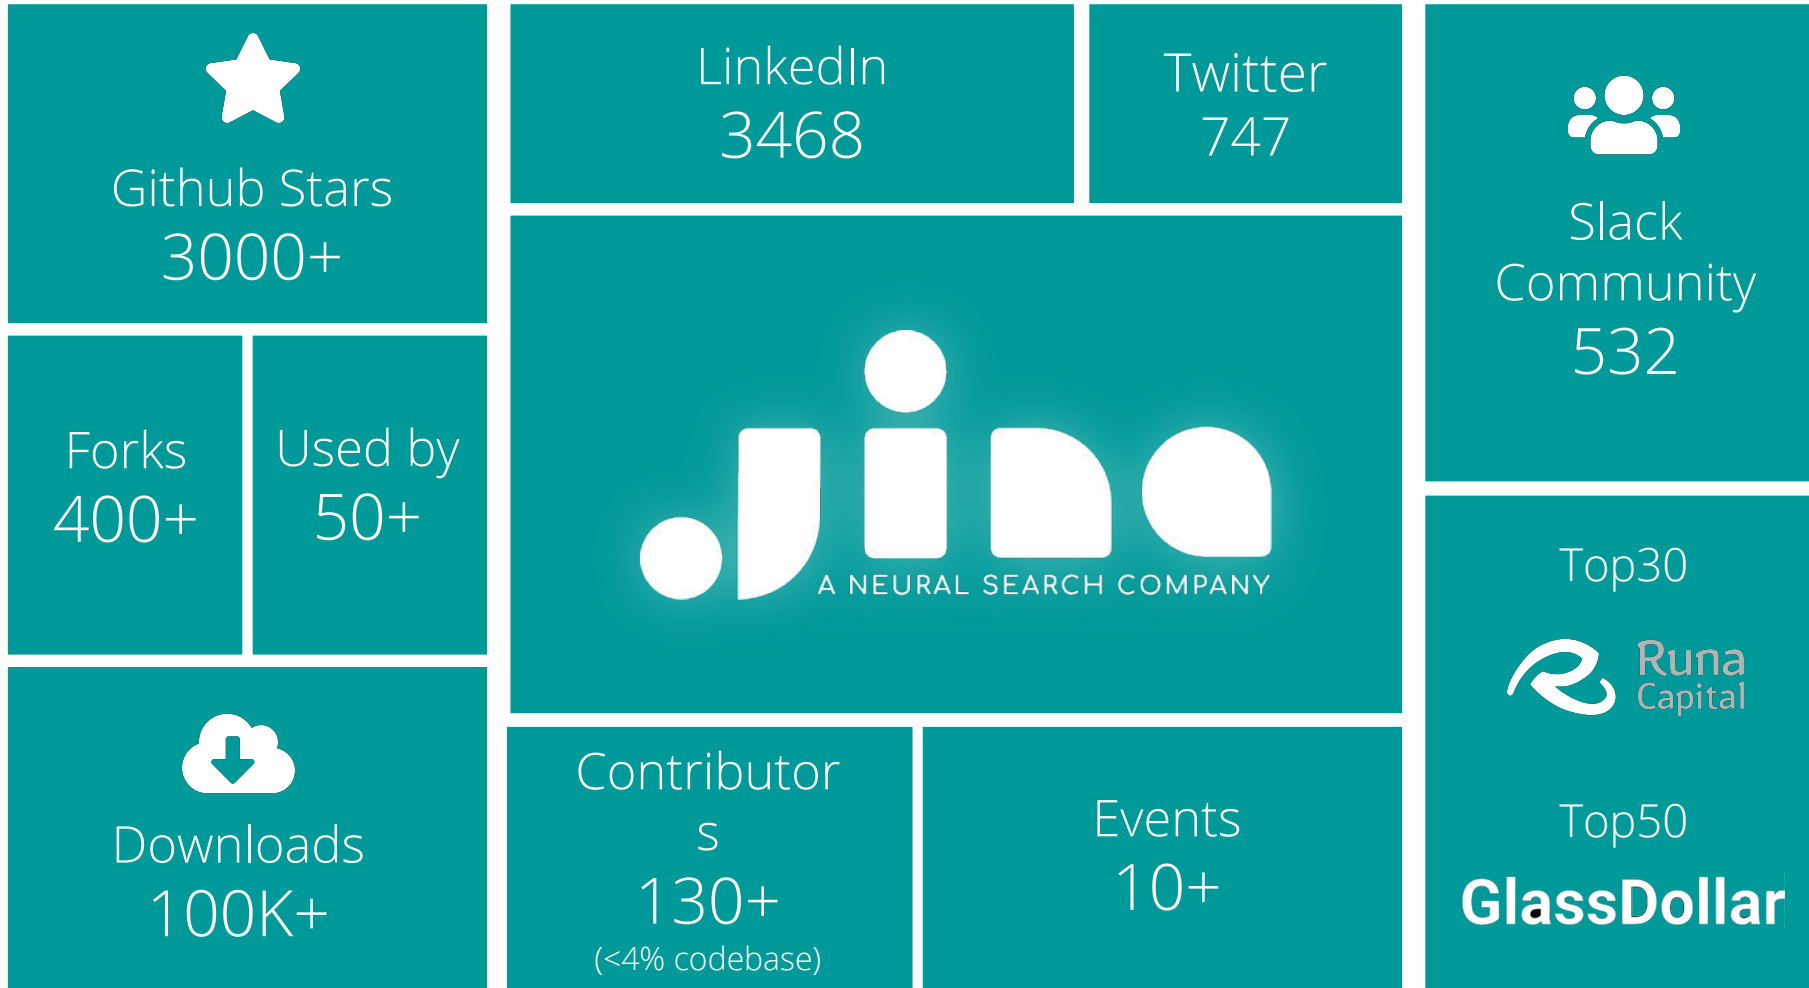 Github Stars
3000+
LinkedIn
3468
Twitter
747
Slack
Community
532
Forks
400+
Used by
50+
jina
A NEURAL SEARCH COMPANY
Top30
Runa
Capital
Top50
GlassDollar
Downloads
100K+
Contributor
s
130+
(<4% codebase)
Events
10+